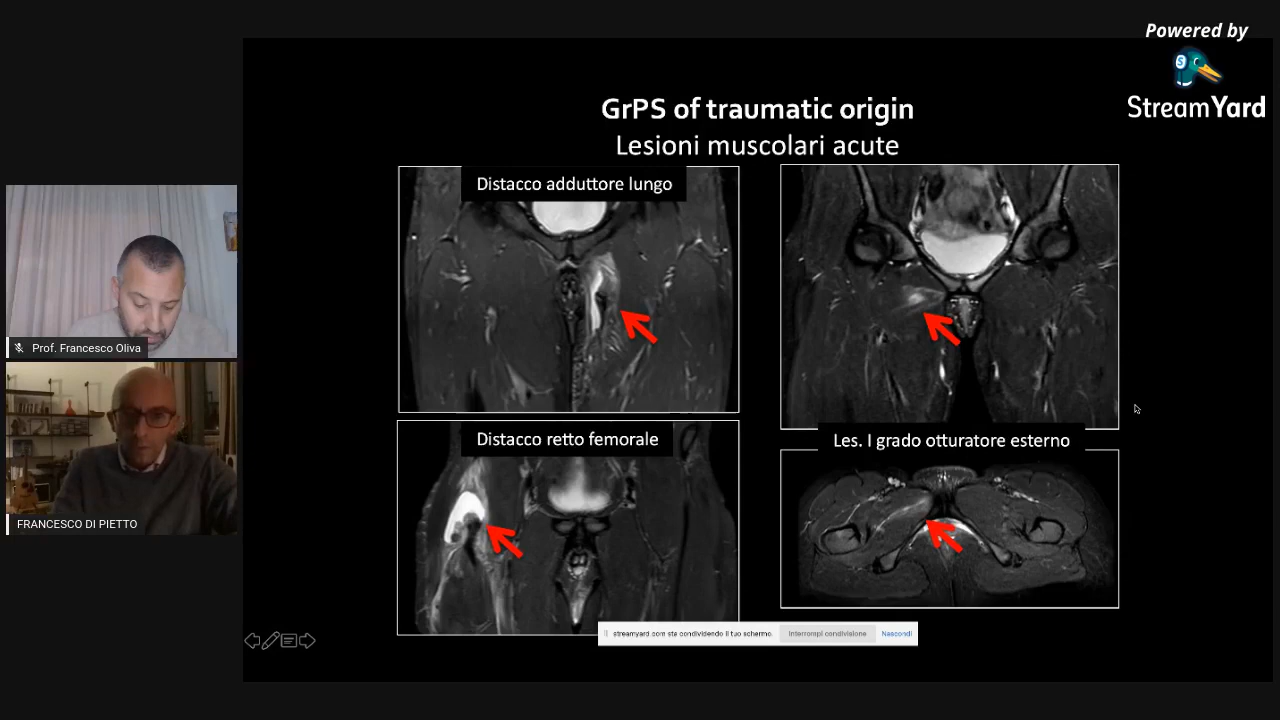 Powered by
StreamYard
GrPS of traumatic origin
Lesioni muscolari acute
Distacco adduttore lungo
Distacco retto femorale
Les. I grado otturatore esterno
Prof. Francesco Oliva
FRANCESCO DI PIETTO
streamyard.com sta condividendo il tuo schermo.
Interrompi condivisione
Nascondi